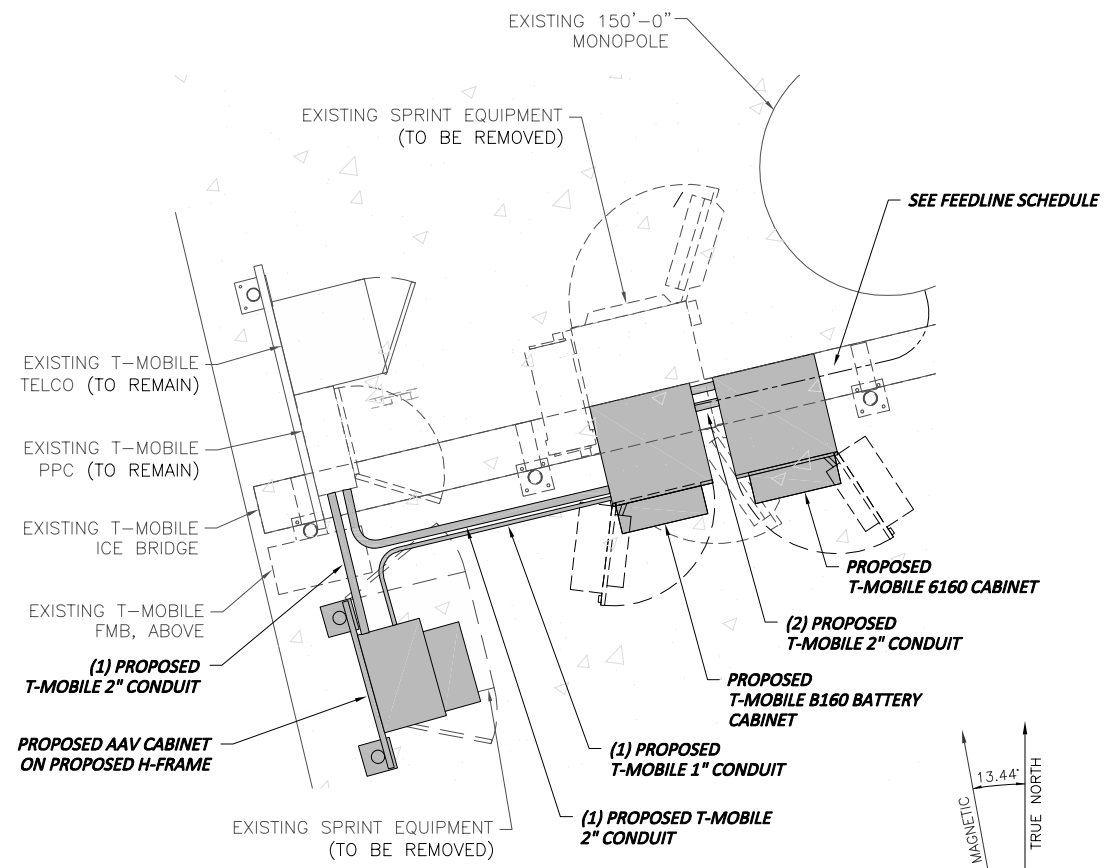 EXISTING 150'-0"
MONOPOLE
EXISTING SPRINT EQUIPMENT
(TO BE REMOVED)
SEE FEEDLINE SCHEDULE
EXISTING T-MOBILE
TELCO (TO REMAIN)
EXISTING T-MOBILE
PPC (TO REMAIN)
EXISTING T-MOBILE
ICE BRIDGE
EXISTING T-MOBILE
FMB, ABOVE
(1) PROPOSED
T-MOBILE 2" CONDUIT
PROPOSED AAV CABINET
ON PROPOSED H-FRAME
EXISTING SPRINT EQUIPMENT
(TO BE REMOVED)
PROPOSED
T-MOBILE 6160 CABINET
(2) PROPOSED
T-MOBILE 2" CONDUIT
PROPOSED
T-MOBILE B160 BATTERY
CABINET
(1) PROPOSED
T-MOBILE 1" CONDUIT
(1) PROPOSED T-MOBILE
2" CONDUIT
13.44°
MAGNETIC
TRUE NORTH